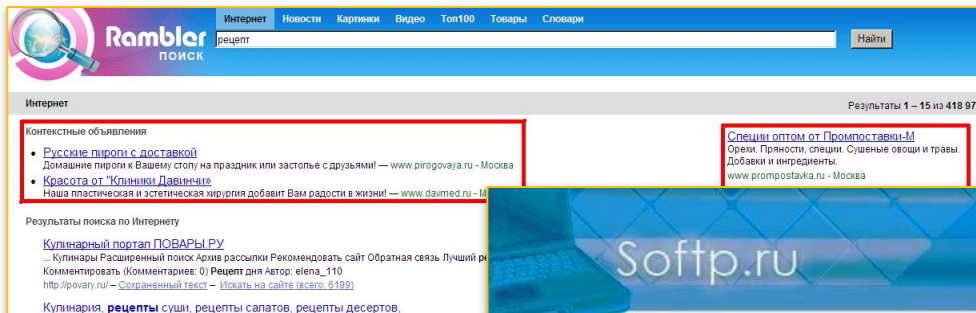 Rambler
ПОИСК
Интернет Новости Картинки Видео Топ100 Товары Словари
рецепт
Найти
Интернет
Результаты 1 – 15 из 418 97
Контекстные объявления
Русские пироги с доставкой
Домашние пироги к Вашему столу на праздник или застолье с друзьями! — www.pirogovaya.ru - Москва
Красота от "Клиники Давинчи»
Наша пластическая и эстетическая хирургия добавит Вам радости в жизни! — www.davmed.ru - М
Специи оптом от Промпоставки-М
Орехи. Пряности, специи. Сушеные овощи и травы.
Добавки и ингредиенты.
www.prompostavka.ru - Москва
Результаты поиска по Интернету
Кулинарный портал ПОВАРЫ.РУ
... Кулинары Расширенный поиск Архив рассылки Рекомендовать сайт Обратная связь Лучший
Комментировать (Комментариев: 0) Рецепт дня Автор: elena_110
http://povary.ru/ – Сохраненный текст – Искать на сайте (всего: 6199)
Кулинария, рецепты суши, рецепты салатов, рецепты десертов,
Softp.ru